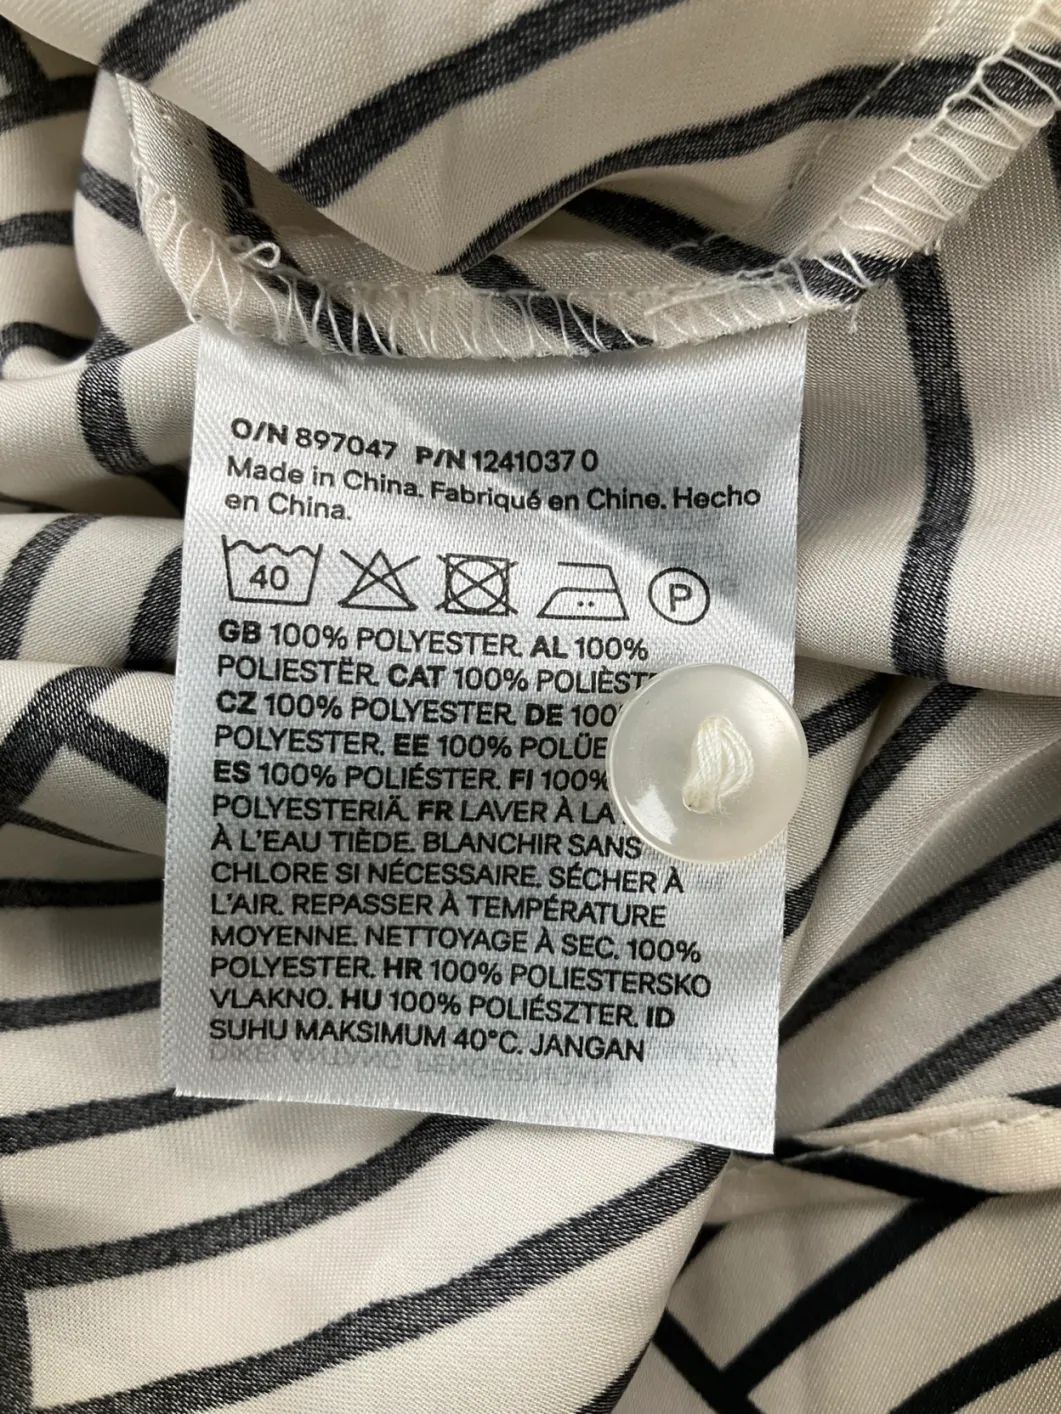 O/N 897047 P/N 1241037 0
Made in China. Fabriqué en Chine. Hecho
en China.
40 P
GB 100% POLYESTER. AL 100%
POLIESTËR. CAT 100%
CZ 100% POLYESTER. DE
POLYESTER. EE 100%
ES 100% POLIÉSTER. FI 100%
POLYESTERIÄ. FR LAVER À LA
À L'EAU TIÈDE. BLANCHIR SANS
CHLORE SI NÉCESSAIRE. SÉCHER À
L'AIR. REPASSER À TEMPÉRATURE
MOYENNE. NETTOYAGE À SEC. 100%
POLYESTER. HR 100% POLIESTERSKO
VLAKNO. HU 100% POLIÉSZTER. ID
SUHU MAKSIMUM 40°C. JANGAN